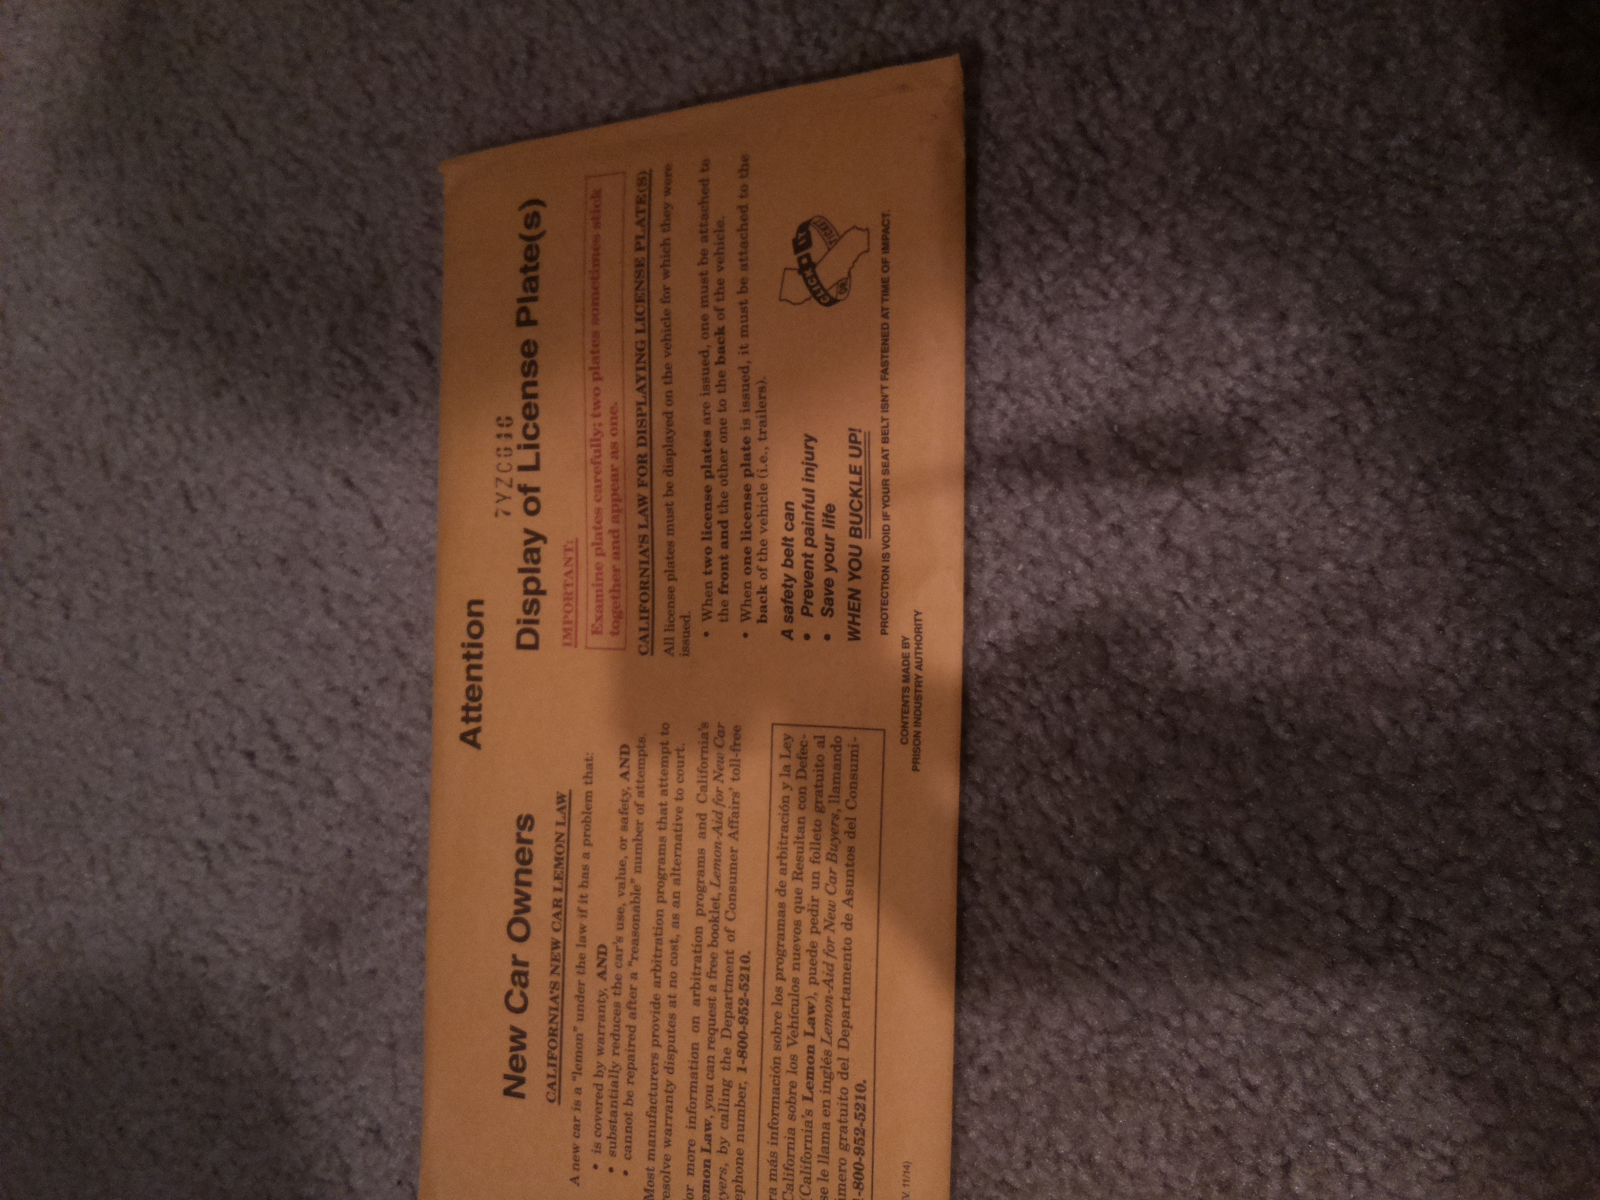 Attention
New Car Owners
CALIFORNIA'S NEW CAR LEMON LAW
A new car is a "lemon" under the law if it has a problem that:
• is covered by warranty, AND
• substantially reduces the car's use, value, or safety, AND
• cannot be repaired after a "reasonable" number of attempts.
Most manufacturers provide arbitration programs that attempt to
resolve warranty disputes at no cost, as an alternative to court.
or more information on arbitration programs and California's
emon Law, you can request a free booklet, Lemon-Aid for New Car
yers, by calling the Department of Consumer Affairs' toll-free
ephone number, 1-800-952-5210.
ra más información sobre los programas de arbitración y la Ley
California sobre los Vehículos nuevos que Resultan con Defec-
(California's Lemon Law), puede pedir un folleto gratuito al
se le llama en inglés Lemon-Aid for New Car Buyers, llamando
úmero gratuito del Departamento de Asuntos del Consumi-
-800-952-5210.
V 11/14)
7YZC616
Display of License Plate(s)
IMPORTANT:
Examine plates carefully; two plates sometimes stick
together and appear as one.
CALIFORNIA'S LAW FOR DISPLAYING LICENSE PLATE(S)
All license plates must be displayed on the vehicle for which they were
issued.
• When two license plates are issued, one must be attached to
the front and the other one to the back of the vehicle.
• When one license plate is issued, it must be attached to the
back of the vehicle (i.e., trailers).
A safety belt can
• Prevent painful injury
• Save your life
WHEN YOU BUCKLE UP!
CLICK IT
OR
TICKET
PROTECTION IS VOID IF YOUR SEAT BELT ISN'T FASTENED AT TIME OF IMPACT.
CONTENTS MADE BY
PRISON INDUSTRY AUTHORITY